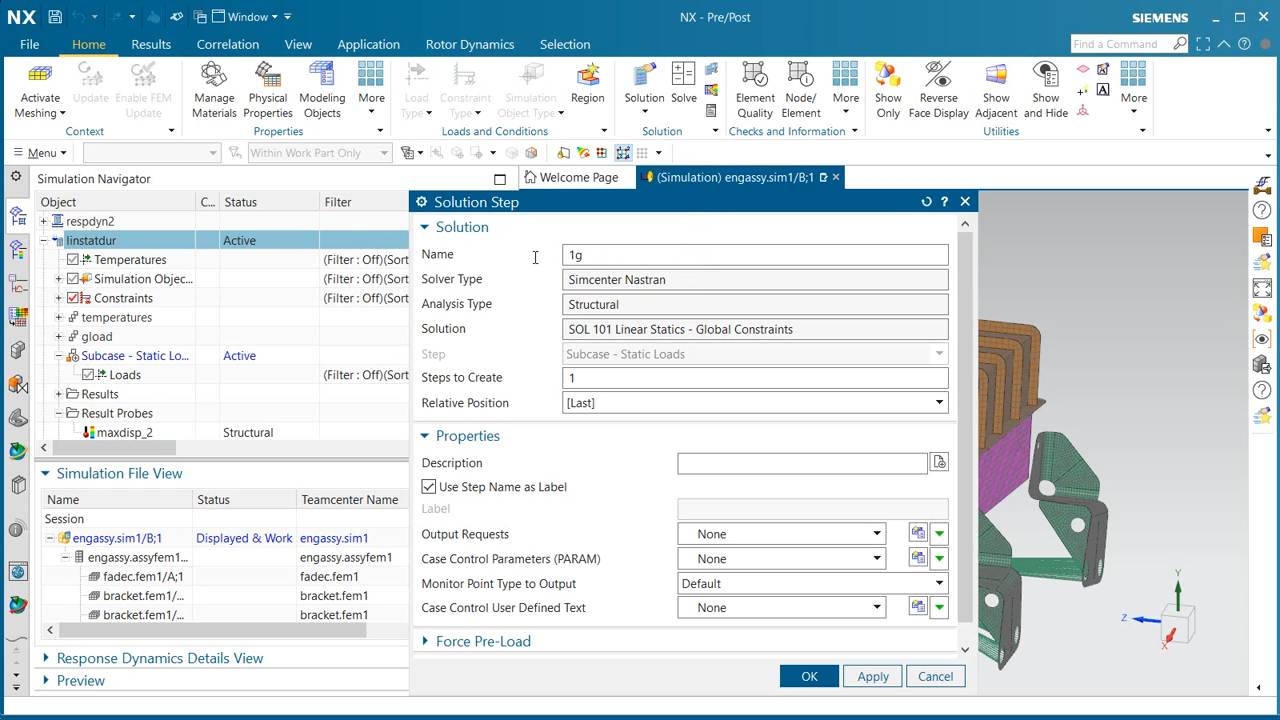 NX
Window
NX - Pre/Post
SIEMENS
File
Home
Results
Correlation
View
Application
Rotor Dynamics
Selection
Find a Command
Activate Meshing
Update
Enable FEM Update
Manage Materials
Physical Properties
Modeling Objects
More
Load Type
Constraint Type
Simulation Object Type
Region
Solution
Solve
Element Quality
Node/ Element
More
Show Only
Reverse Face Display
Show Adjacent
Show and Hide
More
Context
Properties
Loads and Conditions
Solution
Checks and Information
Utilities
Menu
Within Work Part Only
Simulation Navigator
Welcome Page
(Simulation) engassy.sim1/B;1
Object
C...
Status
Filter
respdyn2
linstatdur
Active
Temperatures
(Filter : Off)(Sort
Simulation Objec...
(Filter : Off)(Sort
Constraints
(Filter : Off)(Sort
temperatures
gload
Subcase - Static Lo...
Active
Loads
(Filter : Off)(Sort
Results
Result Probes
maxdisp_2
Structural
Simulation File View
Name
Status
Teamcenter Name
Session
engassy.sim1/B;1
Displayed & Work
engassy.sim1
engassy.assyfem1...
engassy.assyfem1
fadec.fem1/A;1
fadec.fem1
bracket.fem1/...
bracket.fem1
bracket.fem1/...
bracket.fem1
Response Dynamics Details View
Preview
Solution Step
Solution
Name
1g
Solver Type
Simcenter Nastran
Analysis Type
Structural
Solution
SOL 101 Linear Statics - Global Constraints
Step
Subcase - Static Loads
Steps to Create
1
Relative Position
[Last]
Properties
Description
Use Step Name as Label
Label
Output Requests
None
Case Control Parameters (PARAM)
None
Monitor Point Type to Output
Default
Case Control User Defined Text
None
Force Pre-Load
OK
Apply
Cancel
Y
Z
X